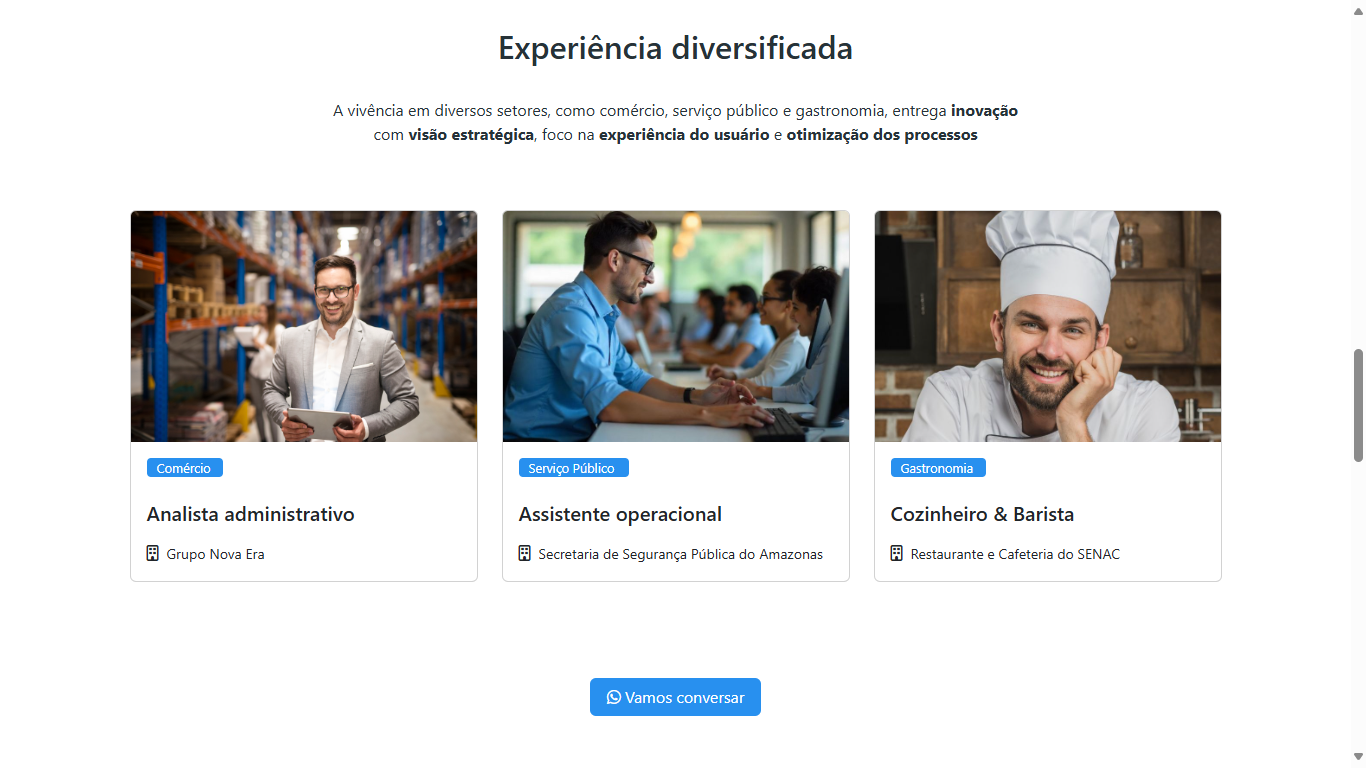 Experiência diversificada
A vivência em diversos setores, como comércio, serviço público e gastronomia, entrega inovação
com visão estratégica, foco na experiência do usuário e otimização dos processos
Comércio
Analista administrativo
Grupo Nova Era
Serviço Público
Assistente operacional
Secretaria de Segurança Pública do Amazonas
Gastronomia
Cozinheiro & Barista
Restaurante e Cafeteria do SENAC
Vamos conversar